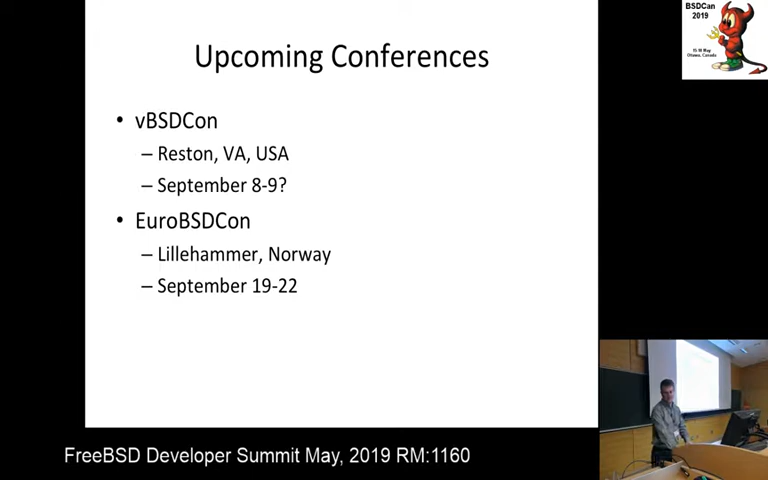 BSDCan
2019
15-18 May
Ottawa, Canada
Upcoming Conferences
• vBSDCon
– Reston, VA, USA
– September 8-9?
• EuroBSDCon
– Lillehammer, Norway
– September 19-22
FreeBSD Developer Summit May, 2019 RM:1160